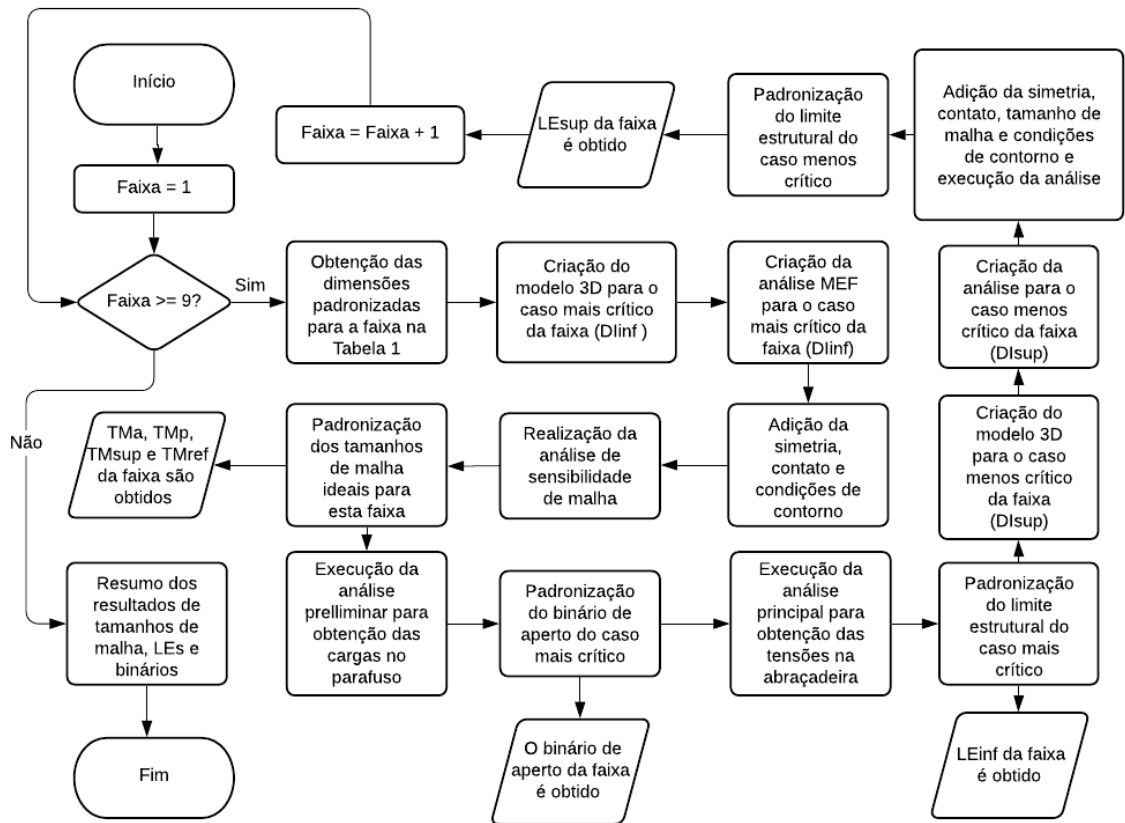 Início
Faixa = 1
Faixa >= 9?
Sim
Não
Obtenção das
dimensões
padronizadas
para a faixa na
Tabela 1
Criação do
modelo 3D para o
caso mais crítico
da faixa (DIinf )
Criação da
análise MEF para
o caso mais
crítico da faixa
(DIinf)
Adição da
simetria,
contato e
condições de
contorno
Realização da
análise de
sensibilidade
de malha
Padronização
dos tamanhos
de malha
ideais para
esta faixa
TMa, TMp,
TMsup e TMref
da faixa são
obtidos
Execução da
análise
prelliminar para
obtenção das
cargas no
parafuso
Padronização
do binário de
aperto do caso
mais crítico
O binário de
aperto da faixa
é obtido
Execução da
análise
principal para
obtenção das
tensões na
abraçadeira
Padronização
do limite
estrutural do
caso mais
crítico
LEinf da faixa
é obtido
Criação do
modelo 3D
para o caso
menos crítico
da faixa
(DIsup)
Criação da
análise para o
caso menos
crítico da faixa
(DIsup)
Adição da simetria,
contato, tamanho de
malha e condições
de contorno e
execução da análise
Padronização
do limite
estrutural do
caso menos
crítico
LEsup da faixa
é obtido
Faixa = Faixa + 1
Resumo dos
resultados de
tamanhos de
malha, LEs e
binários
Fim